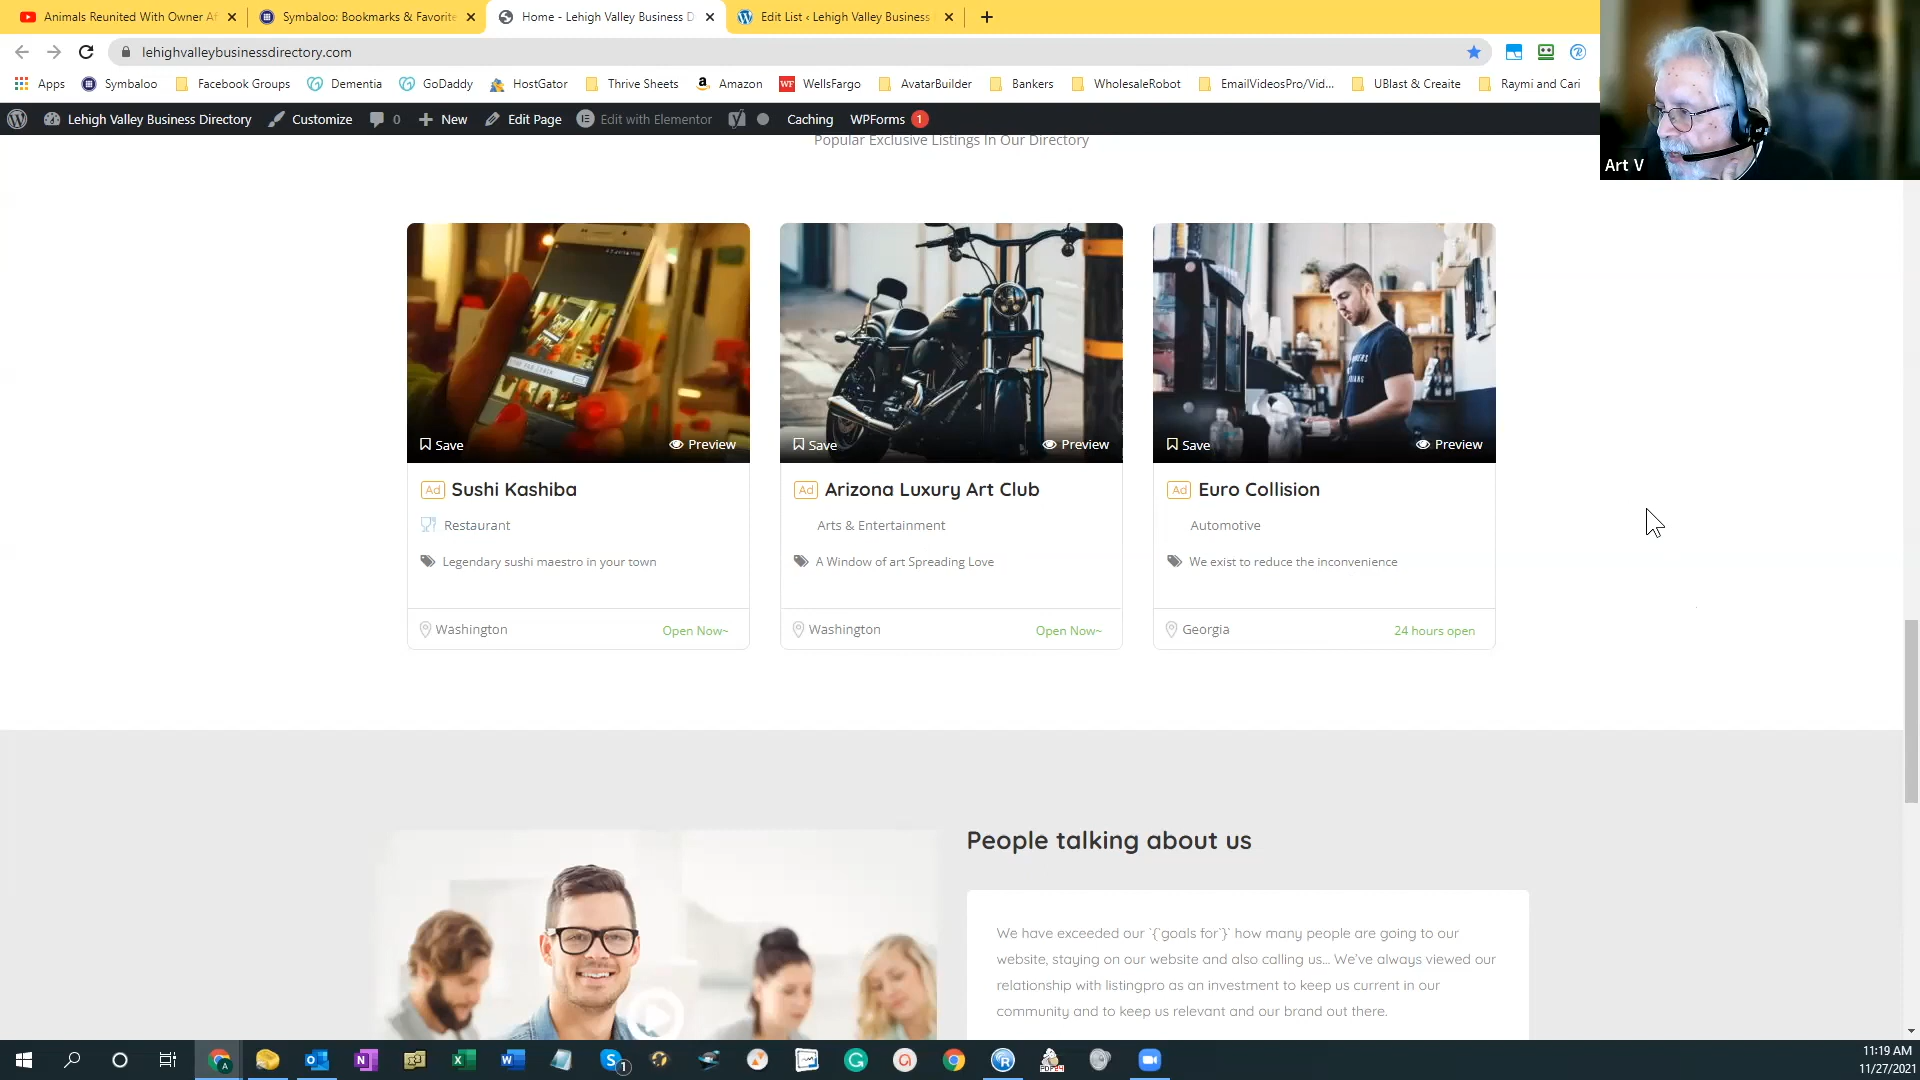 Animals Reunited With Owner Af
Symbaloo: Bookmarks & Favorite
Home - Lehigh Valley Business D
Edit List ‹ Lehigh Valley Business
lehighvalleybusinessdirectory.com
Apps
Symbaloo
Facebook Groups
Dementia
GoDaddy
HostGator
Thrive Sheets
Amazon
WellsFargo
AvatarBuilder
Bankers
WholesaleRobot
EmailVideosPro/Vid...
UBlast & Creaite
Raymi and Cari
Lehigh Valley Business Directory
Customize
0
New
Edit Page
Edit with Elementor
Caching
WPForms 1
Art V
Popular Exclusive Listings In Our Directory
Save
Preview
Save
Preview
Save
Preview
Ad Sushi Kashiba
Ad Arizona Luxury Art Club
Ad Euro Collision
Restaurant
Arts & Entertainment
Automotive
Legendary sushi maestro in your town
A Window of art Spreading Love
We exist to reduce the inconvenience
Washington
Open Now~
Washington
Open Now~
Georgia
24 hours open
People talking about us
We have exceeded our `{`goals for`}` how many people are going to our
website, staying on our website and also calling us... We've always viewed our
relationship with listingpro as an investment to keep us current in our
community and to keep us relevant and our brand out there.
11:19 AM
11/27/2021